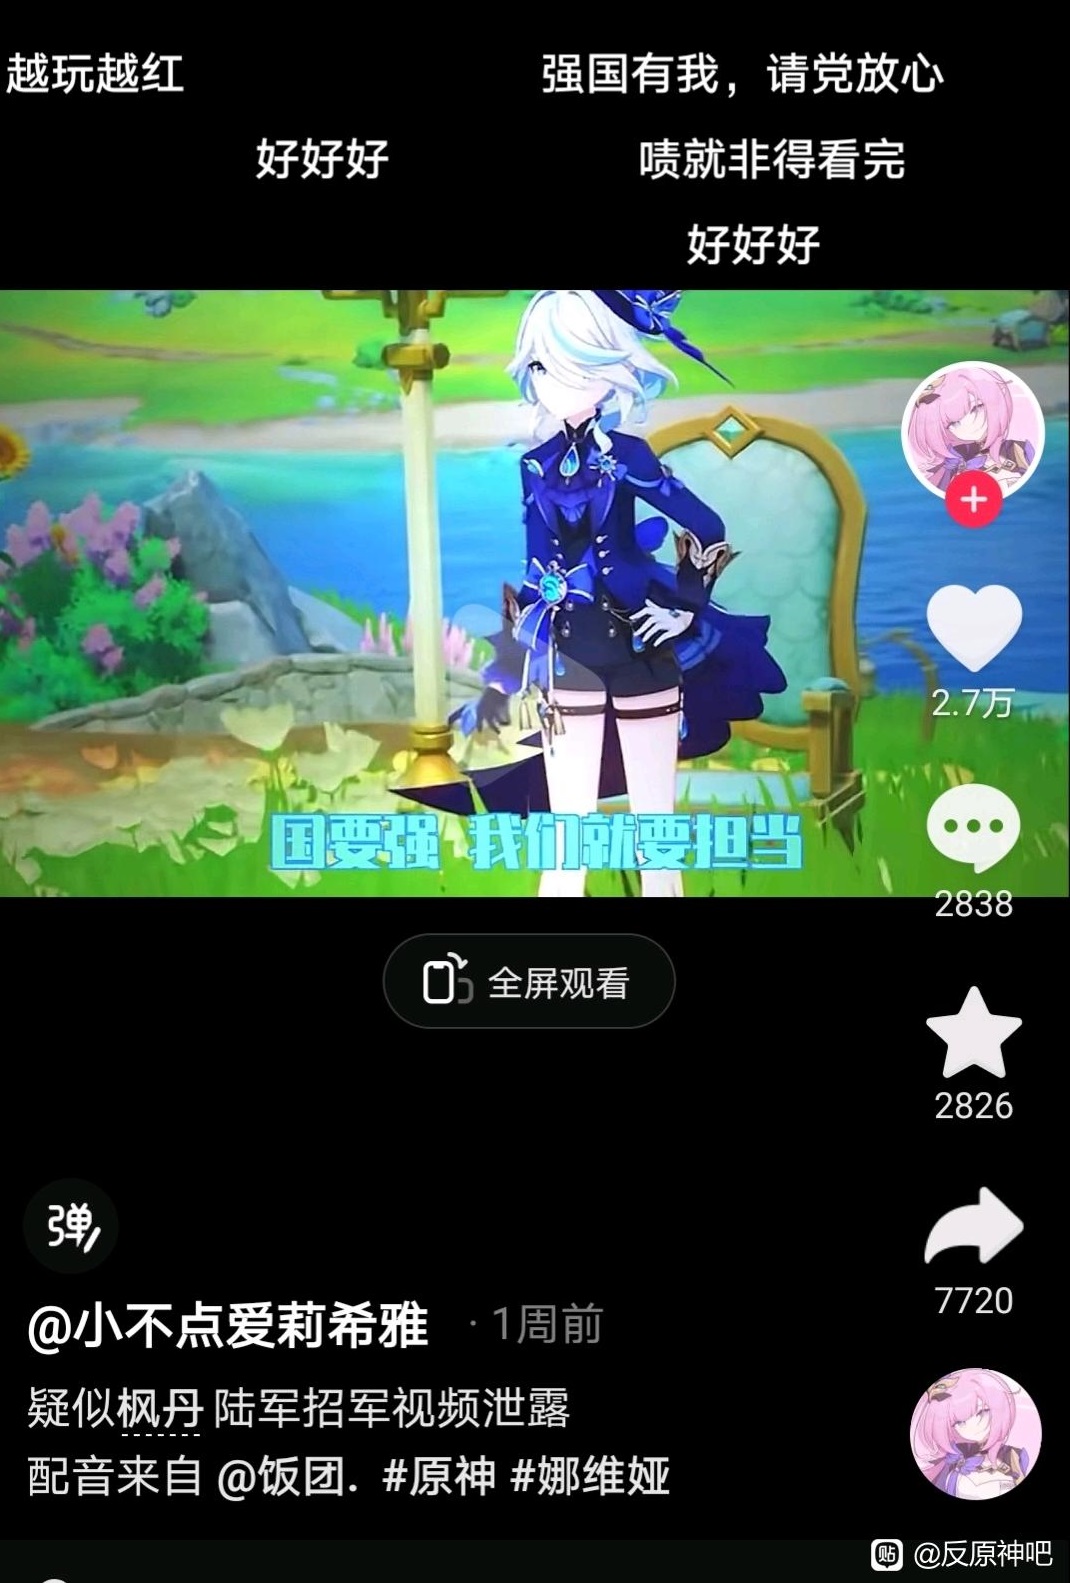 越玩越红
强国有我，请党放心
好好好
啧就非得看完
好好好
国要强 我们就要担当
2.7万
2838
全屏观看
2826
弹
7720
@小不点爱莉希雅 · 1周前
疑似枫丹 陆军招军视频泄露
配音来自 @饭团. #原神 #娜维娅
贴 @反原神吧